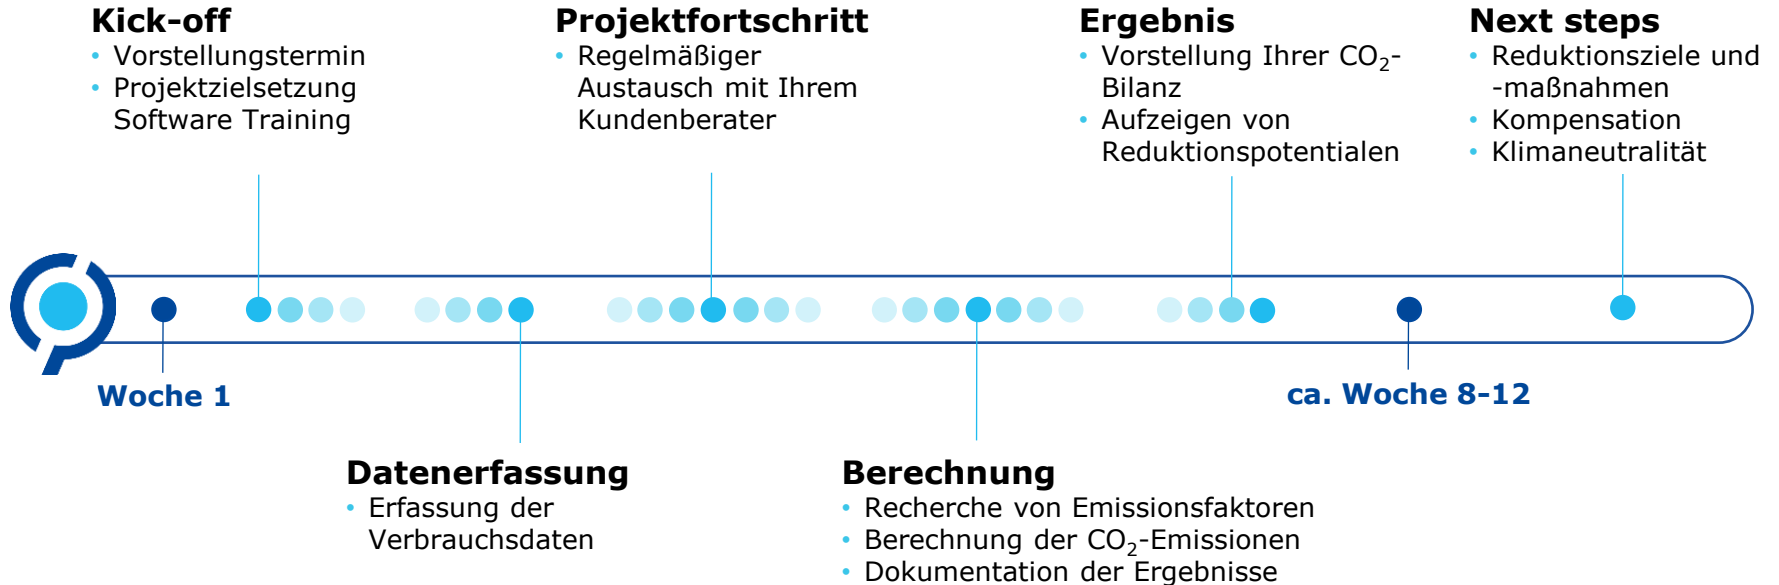 Kick-off
• Vorstellungstermin
• Projektzielsetzung
Software Training
Projektfortschritt
• Regelmäßiger
Austausch mit Ihrem
Kundenberater
Ergebnis
• Vorstellung Ihrer CO₂-
Bilanz
• Aufzeigen von
Reduktionspotentialen
Next steps
• Reduktionsziele und
-maßnahmen
• Kompensation
• Klimaneutralität
Woche 1
ca. Woche 8-12
Datenerfassung
• Erfassung der
Verbrauchsdaten
Berechnung
• Recherche von Emissionsfaktoren
• Berechnung der CO₂-Emissionen
• Dokumentation der Ergebnisse